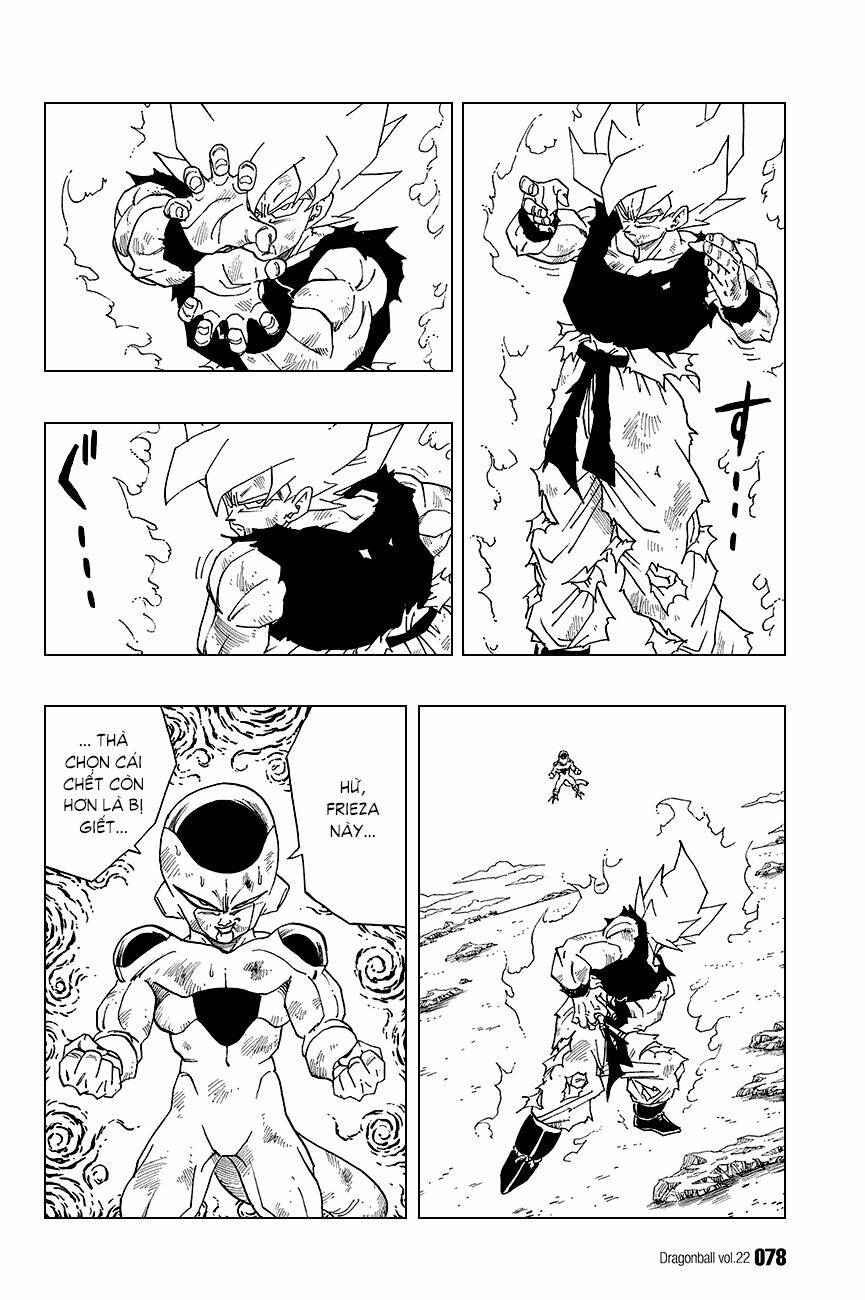 す...
ぐ...
HỪ,
FRIEZA
NÀY...
... THÀ
CHỌN CÁI
CHẾT CÒN
HƠN LÀ BỊ
GIẾT...
Dragonball vol.22 078